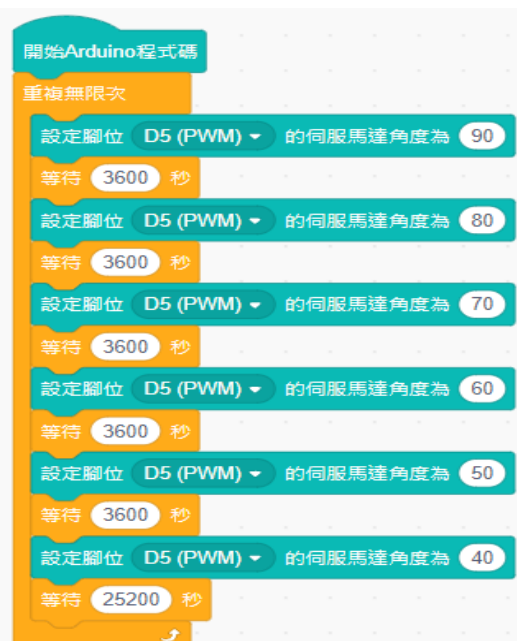 開始Arduino程式碼
重複無限次
設定腳位 D5 (PWM) 的伺服馬達角度為 90
等待 3600 秒
設定腳位 D5 (PWM) 的伺服馬達角度為 80
等待 3600 秒
設定腳位 D5 (PWM) 的伺服馬達角度為 70
等待 3600 秒
設定腳位 D5 (PWM) 的伺服馬達角度為 60
等待 3600 秒
設定腳位 D5 (PWM) 的伺服馬達角度為 50
等待 3600 秒
設定腳位 D5 (PWM) 的伺服馬達角度為 40
等待 25200 秒